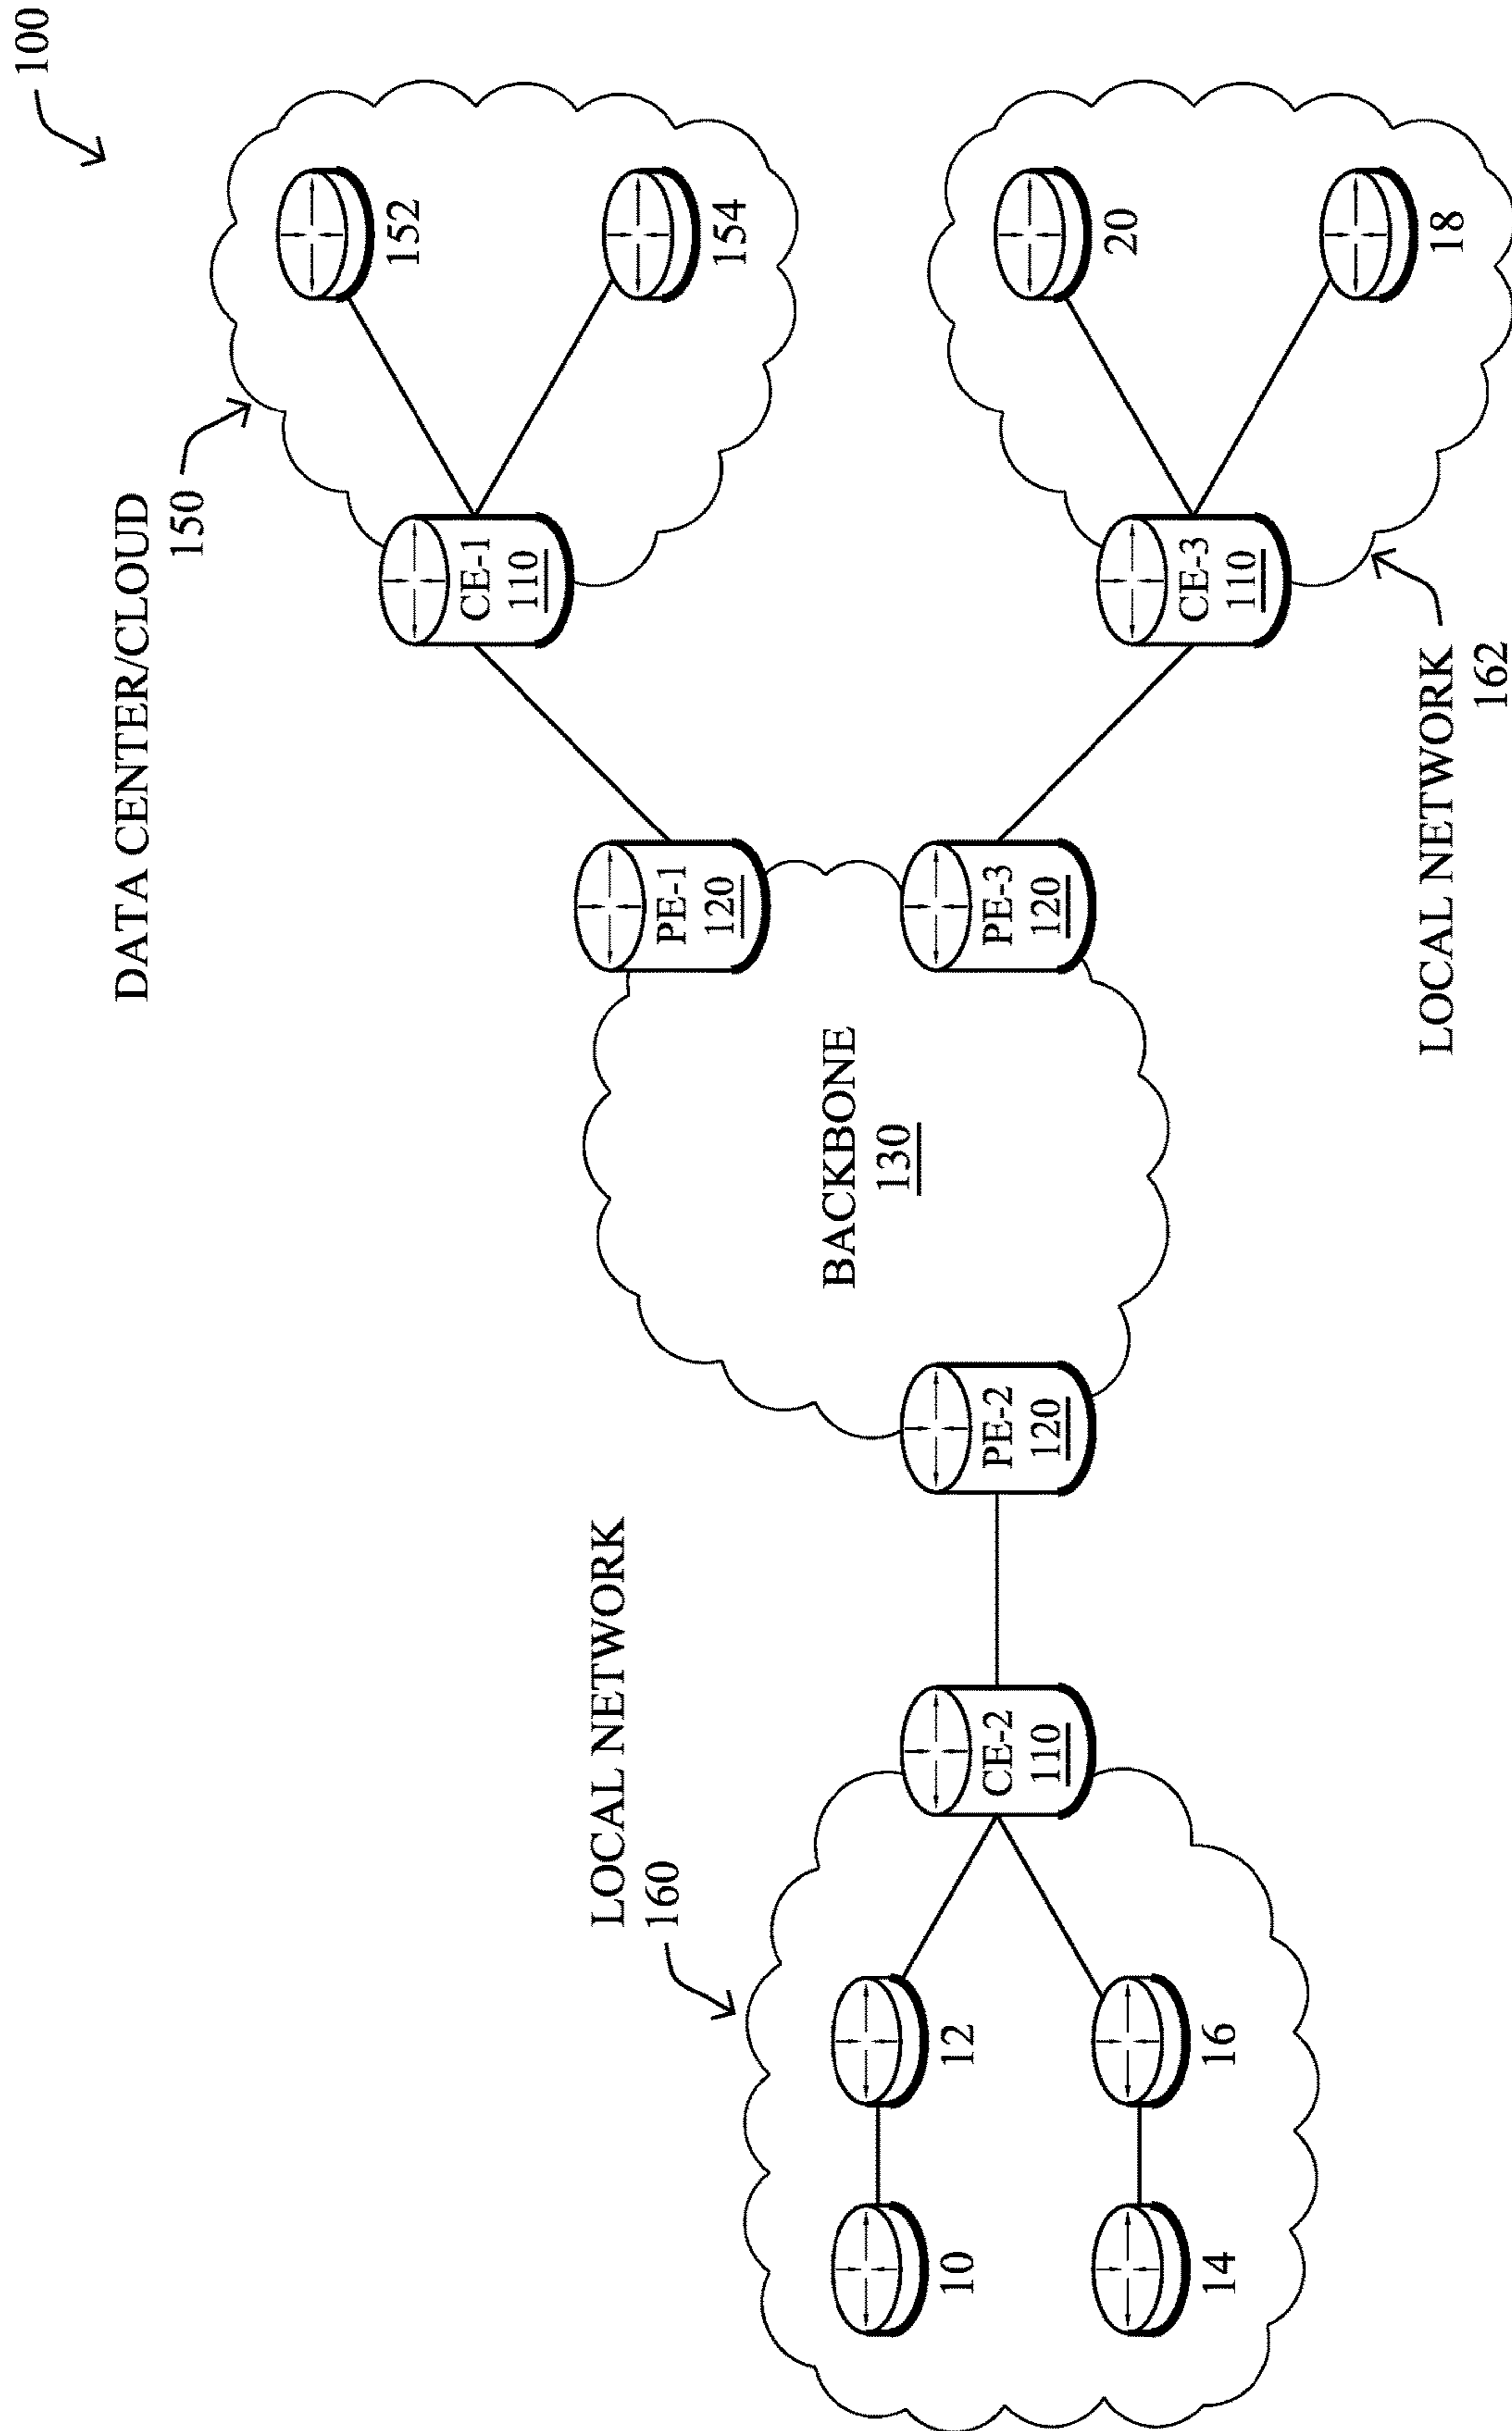 100
DATA CENTER/CLOUD
150
152
CE-1
110
LOCAL NETWORK
160
PE-1
120
154
BACKBONE
130
10
12
CE-2
110
PE-2
120
PE-3
120
20
CE-3
110
14
16
LOCAL NETWORK
162
18